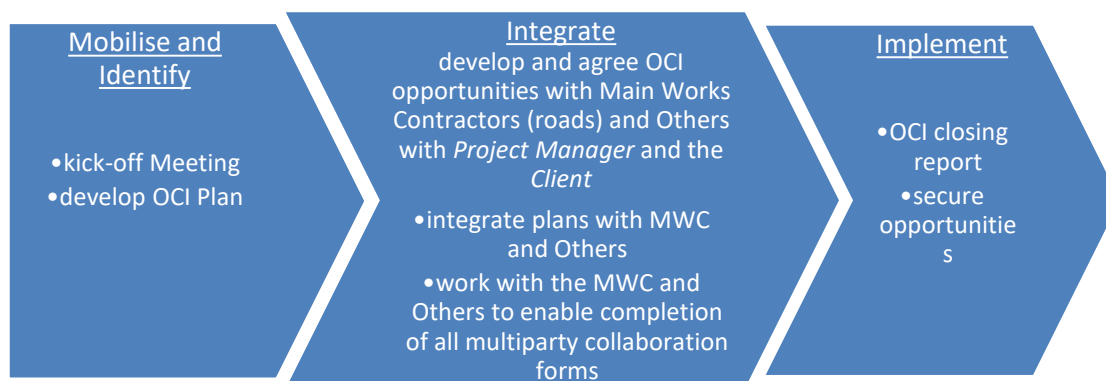 Mobilise and
Identify
•kick-off Meeting
•develop OCI Plan
Integrate
develop and agree OCI
opportunities with Main Works
Contractors (roads) and Others
with Project Manager and the
Client
•integrate plans with MWC
and Others
•work with the MWC and
Others to enable completion
of all multiparty collaboration
forms
Implement
•OCI closing
report
•secure
opportunitie
s